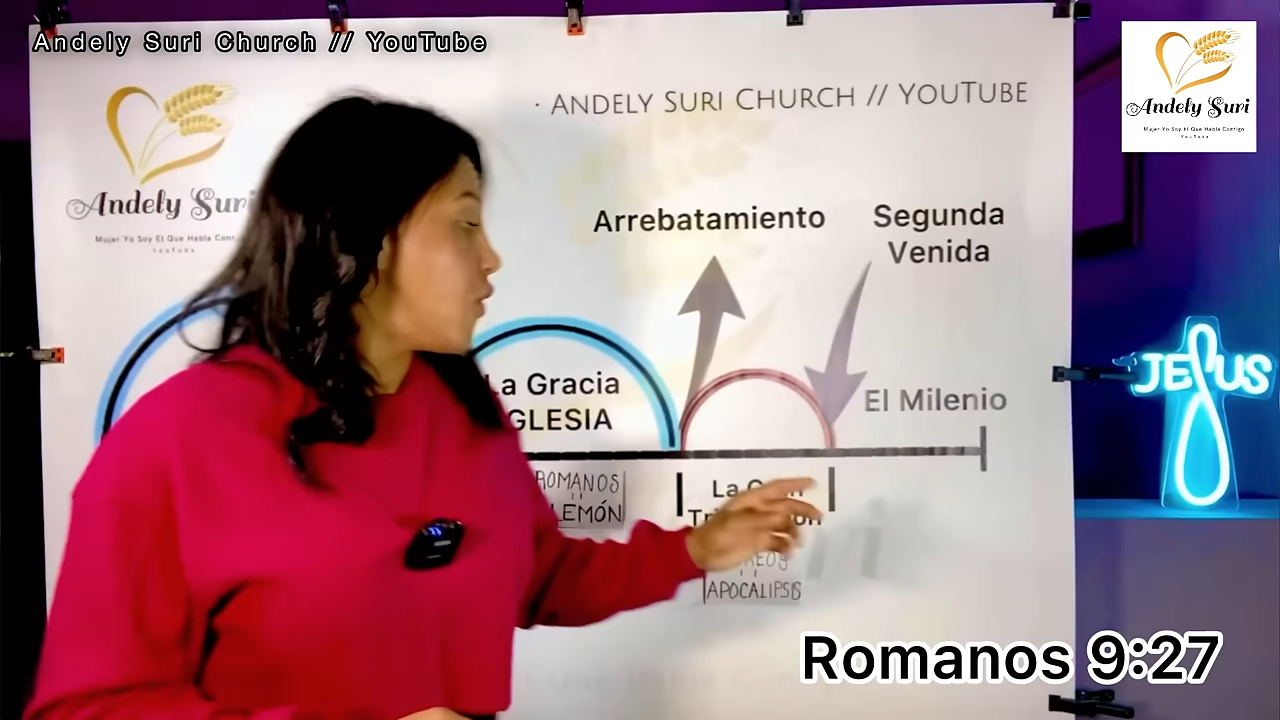 Andely Suri Church // YouTube
Andely Suri
Mujer Yo Soy El Que Habla Contigo
YouTube
· ANDELY SURI CHURCH // YOUTUBE
Andely Suri
Mujer Yo Soy El Que Habla
YouTube
Arrebatamiento
Segunda
Venida
La Gracia
GLESIA
El Milenio
JESUS
ROMANOS
LEMÓN
La
APOCALIPSIS
Romanos 9:27